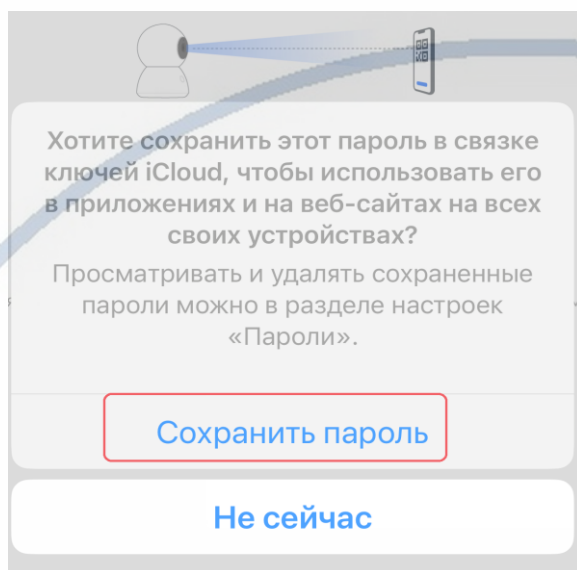 Хотите сохранить этот пароль в связке
ключей iCloud, чтобы использовать его
в приложениях и на веб-сайтах на всех
своих устройствах?
Просматривать и удалять сохраненные
пароли можно в разделе настроек
«Пароли».
Сохранить пароль
Не сейчас